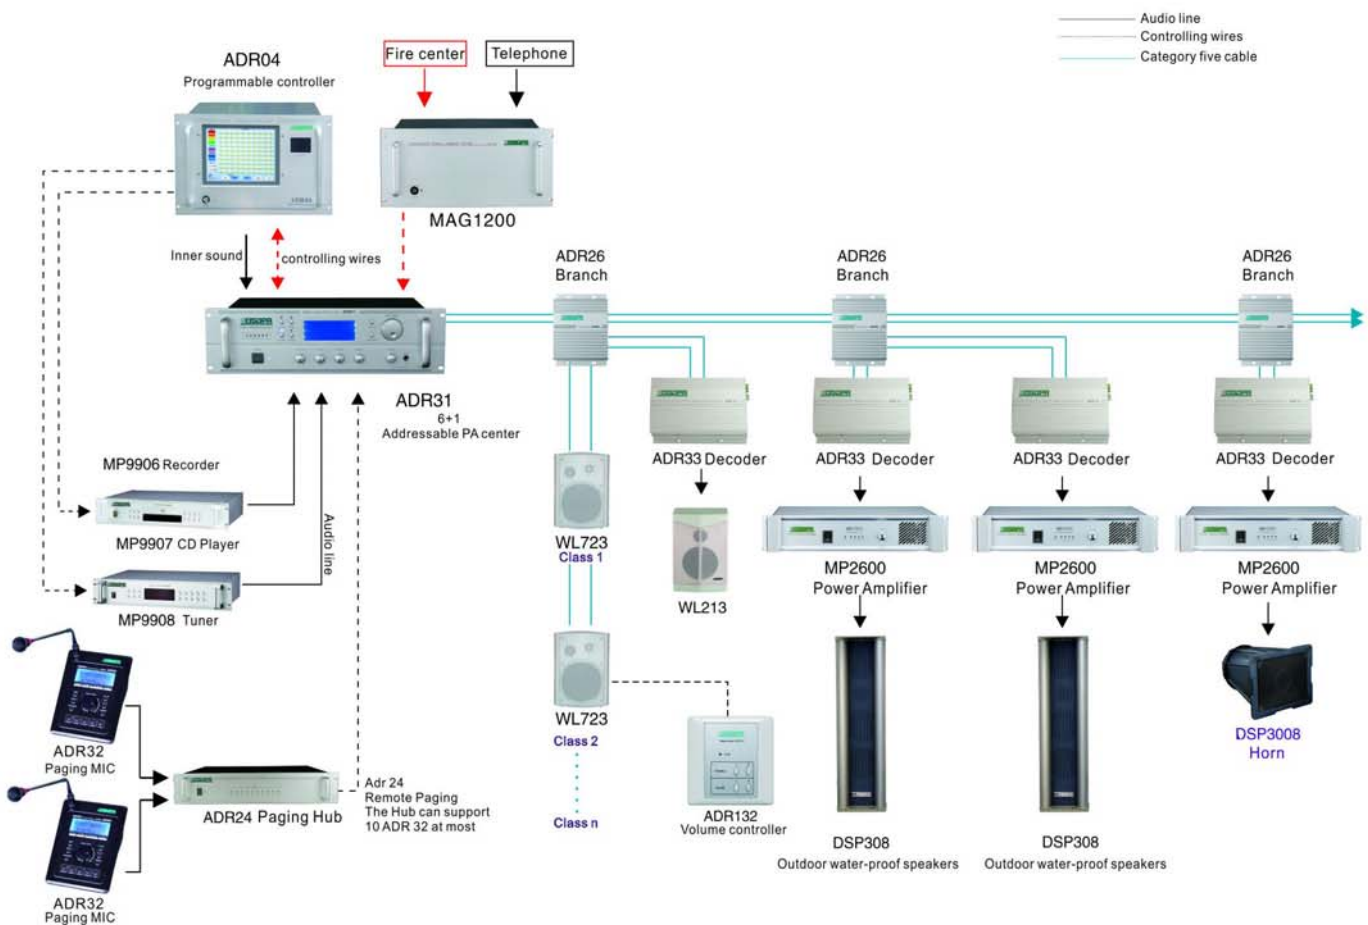 Audio line
Controlling wires
Category five cable
ADR04
Programmable controller
Fire center
Telephone
MAG1200
Inner sound
controlling wires
ADR26
Branch
ADR26
Branch
ADR26
Branch
ADR31
6+1
Addressable PA center
MP9906 Recorder
MP9907 CD Player
MP9908 Tuner
Audio line
ADR33 Decoder
ADR33 Decoder
ADR33 Decoder
ADR33 Decoder
WL723
Class 1
WL213
MP2600
Power Amplifier
MP2600
Power Amplifier
MP2600
Power Amplifier
WL723
Class 2
Class n
ADR132
Volume controller
DSP308
Outdoor water-proof speakers
DSP308
Outdoor water-proof speakers
DSP3008
Horn
ADR32
Paging MIC
ADR24 Paging Hub
Adr 24
Remote Paging
The Hub can support
10 ADR 32 at most
ADR32
Paging MIC